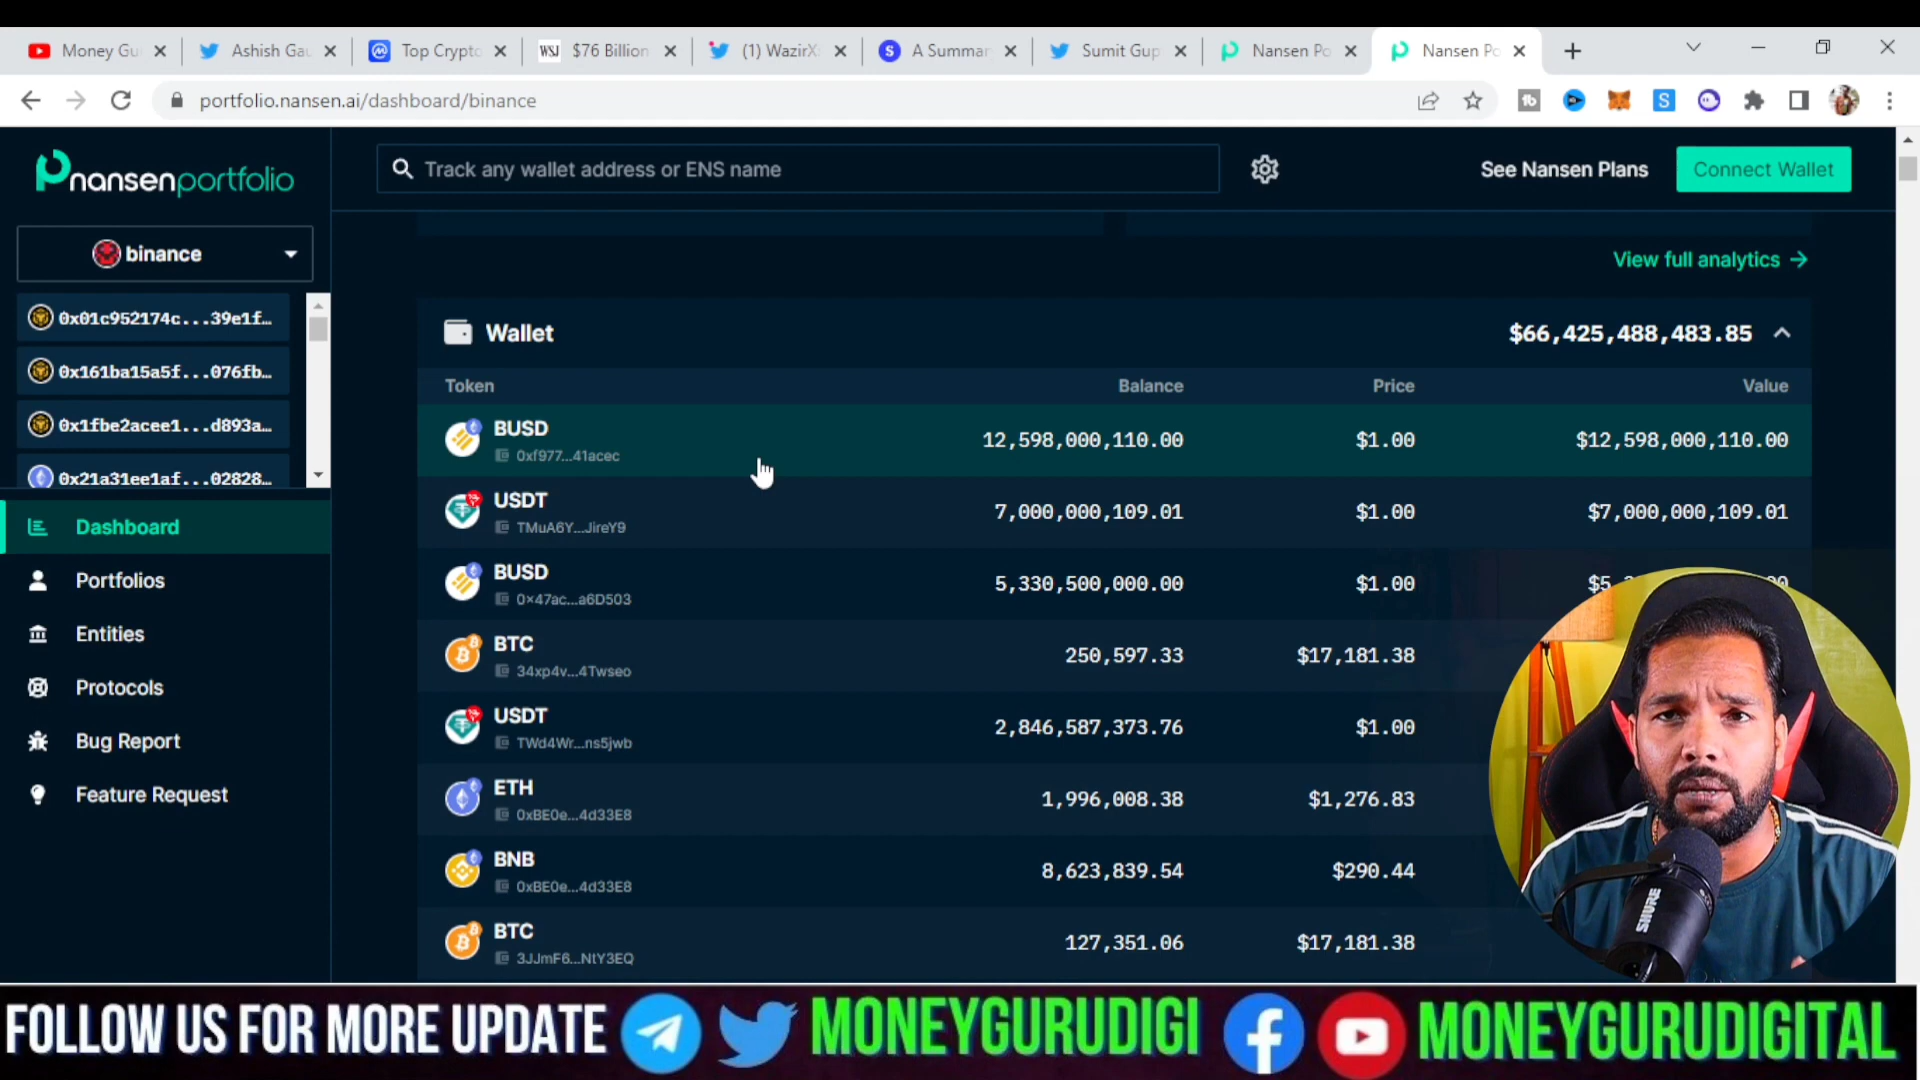 Money Gu
Ashish Gau
Top Crypto
WSJ $76 Billion
(1) WazirX
S A Summar
Sumit Gup
Nansen Po
Nansen Po
portfolio.nansen.ai/dashboard/binance
nansenportfolio
Track any wallet address or ENS name
See Nansen Plans
Connect Wallet
binance
0x01c952174c...39e1f...
0x161ba15a5f...076fb...
0x1fbe2acee1...d893a...
0x21a31ee1af...02828...
Dashboard
Portfolios
Entities
Protocols
Bug Report
Feature Request
View full analytics →
Wallet $66,425,488,483.85
Token Balance Price Value
BUSD 12,598,000,110.00 $1.00 $12,598,000,110.00
0xf977...41acec
USDT 7,000,000,109.01 $1.00 $7,000,000,109.01
TMuA6Y...JireY9
BUSD 5,330,500,000.00 $1.00
0x47ac...a6D503
BTC 250,597.33 $17,181.38
34xp4v...4Twseo
USDT 2,846,587,373.76 $1.00
TWd4Wr...ns5jwb
ETH 1,996,008.38 $1,276.83
0xBE0e...4d33E8
BNB 8,623,839.54 $290.44
0xBE0e...4d33E8
BTC 127,351.06 $17,181.38
3JJmF6...NtY3EQ
SHURE
FOLLOW US FOR MORE UPDATE MONEYGURUDIGI MONEYGURUDIGITAL